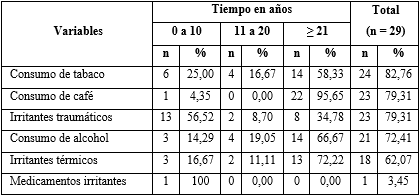 Variables Tiempo en años Total (n = 29)
0 a 10 11 a 20 ≥ 21
n % n % n % n %
Consumo de tabaco 6 25,00 4 16,67 14 58,33 24 82,76
Consumo de café 1 4,35 0 0,00 22 95,65 23 79,31
Irritantes traumáticos 13 56,52 2 8,70 8 34,78 23 79,31
Consumo de alcohol 3 14,29 4 19,05 14 66,67 21 72,41
Irritantes térmicos 3 16,67 2 11,11 13 72,22 18 62,07
Medicamentos irritantes 1 100 0 0,00 0 0,00 1 3,45